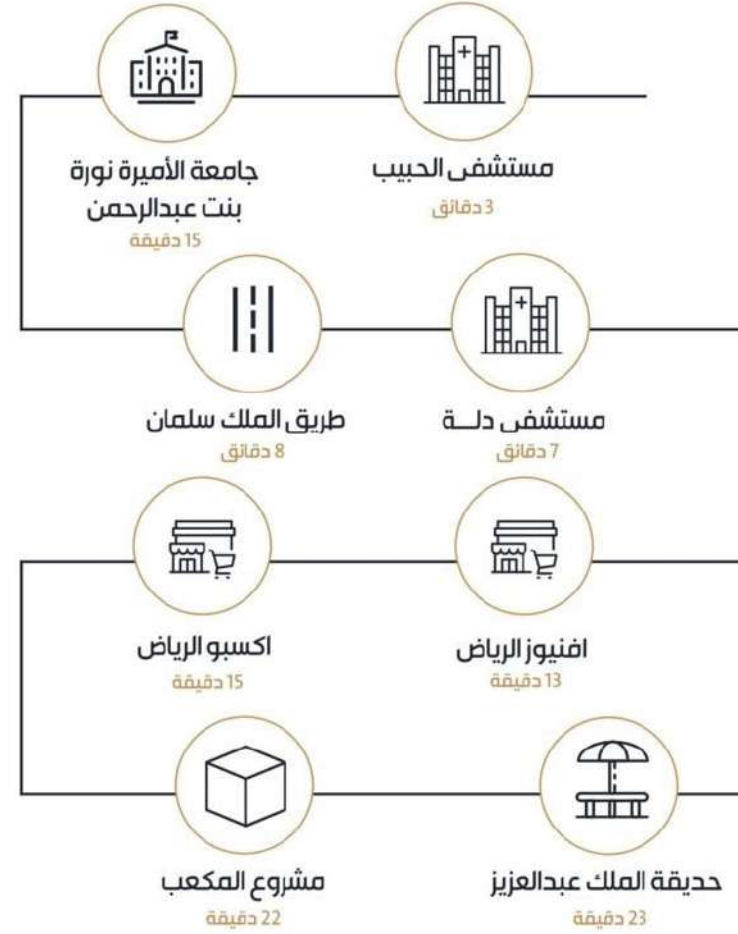 مستشفى الحبيب
3 دقائق
جامعة الأميرة نورة
بنت عبدالرحمن
15 دقيقة
مستشفى دلــة
7 دقائق
طريق الملك سلمان
8 دقائق
افنيوز الرياض
13 دقيقة
اكسبو الرياض
15 دقيقة
حديقة الملك عبدالعزيز
23 دقيقة
مشروع المكعب
22 دقيقة